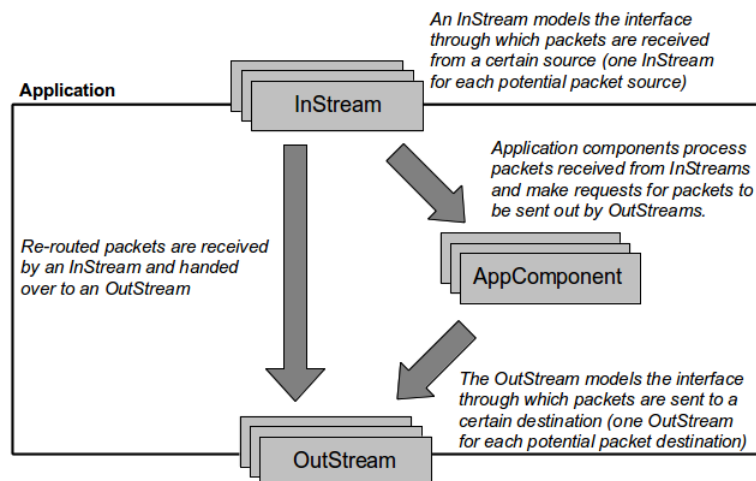 An InStream models the interface
through which packets are received
from a certain source (one InStream
for each potential packet source)
Application
InStream
Application components process
packets received from InStreams
and make requests for packets to
be sent out by OutStreams.
Re-routed packets are received
by an InStream and handed
over to an OutStream
AppComponent
The OutStream models the interface
through which packets are sent to a
certain destination (one OutStream
for each potential packet destination)
OutStream